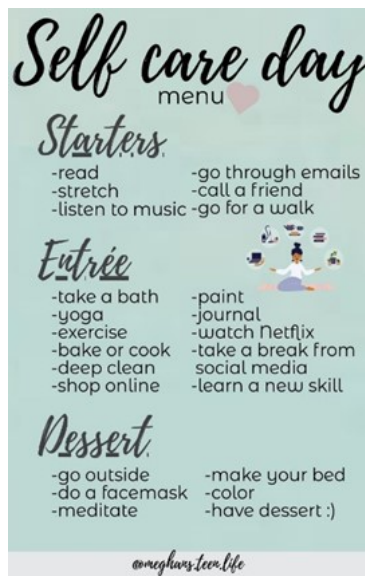 Self care day
menu
Starters
-read
-stretch
-listen to music
-go through emails
-call a friend
-go for a walk
Entrée
-take a bath
-yoga
-exercise
-bake or cook
-deep clean
-shop online
-paint
-journal
-watch Netflix
-take a break from
social media
-learn a new skill
Dessert
-go outside
-do a facemask
-meditate
-make your bed
-color
-have dessert :)
@meghans.teen.life